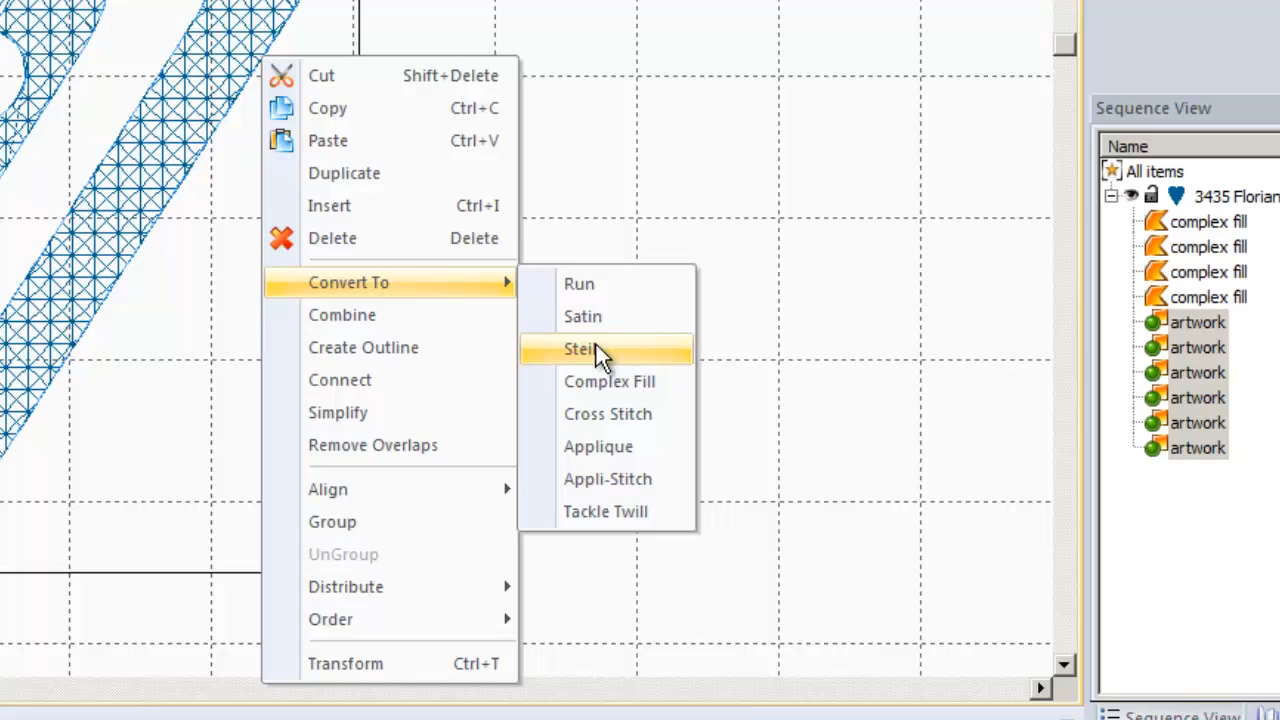 Cut Shift+Delete
Copy Ctrl+C
Paste Ctrl+V
Duplicate
Insert Ctrl+I
Delete Delete
Convert To
Combine
Create Outline
Connect
Simplify
Remove Overlaps
Align
Group
UnGroup
Distribute
Order
Transform Ctrl+T
Run
Satin
Complex Fill
Cross Stitch
Applique
Appli-Stitch
Tackle Twill
Sequence View
Name
All items
3435 Florian
complex fill
complex fill
complex fill
complex fill
artwork
artwork
artwork
artwork
artwork
artwork
Sequence View